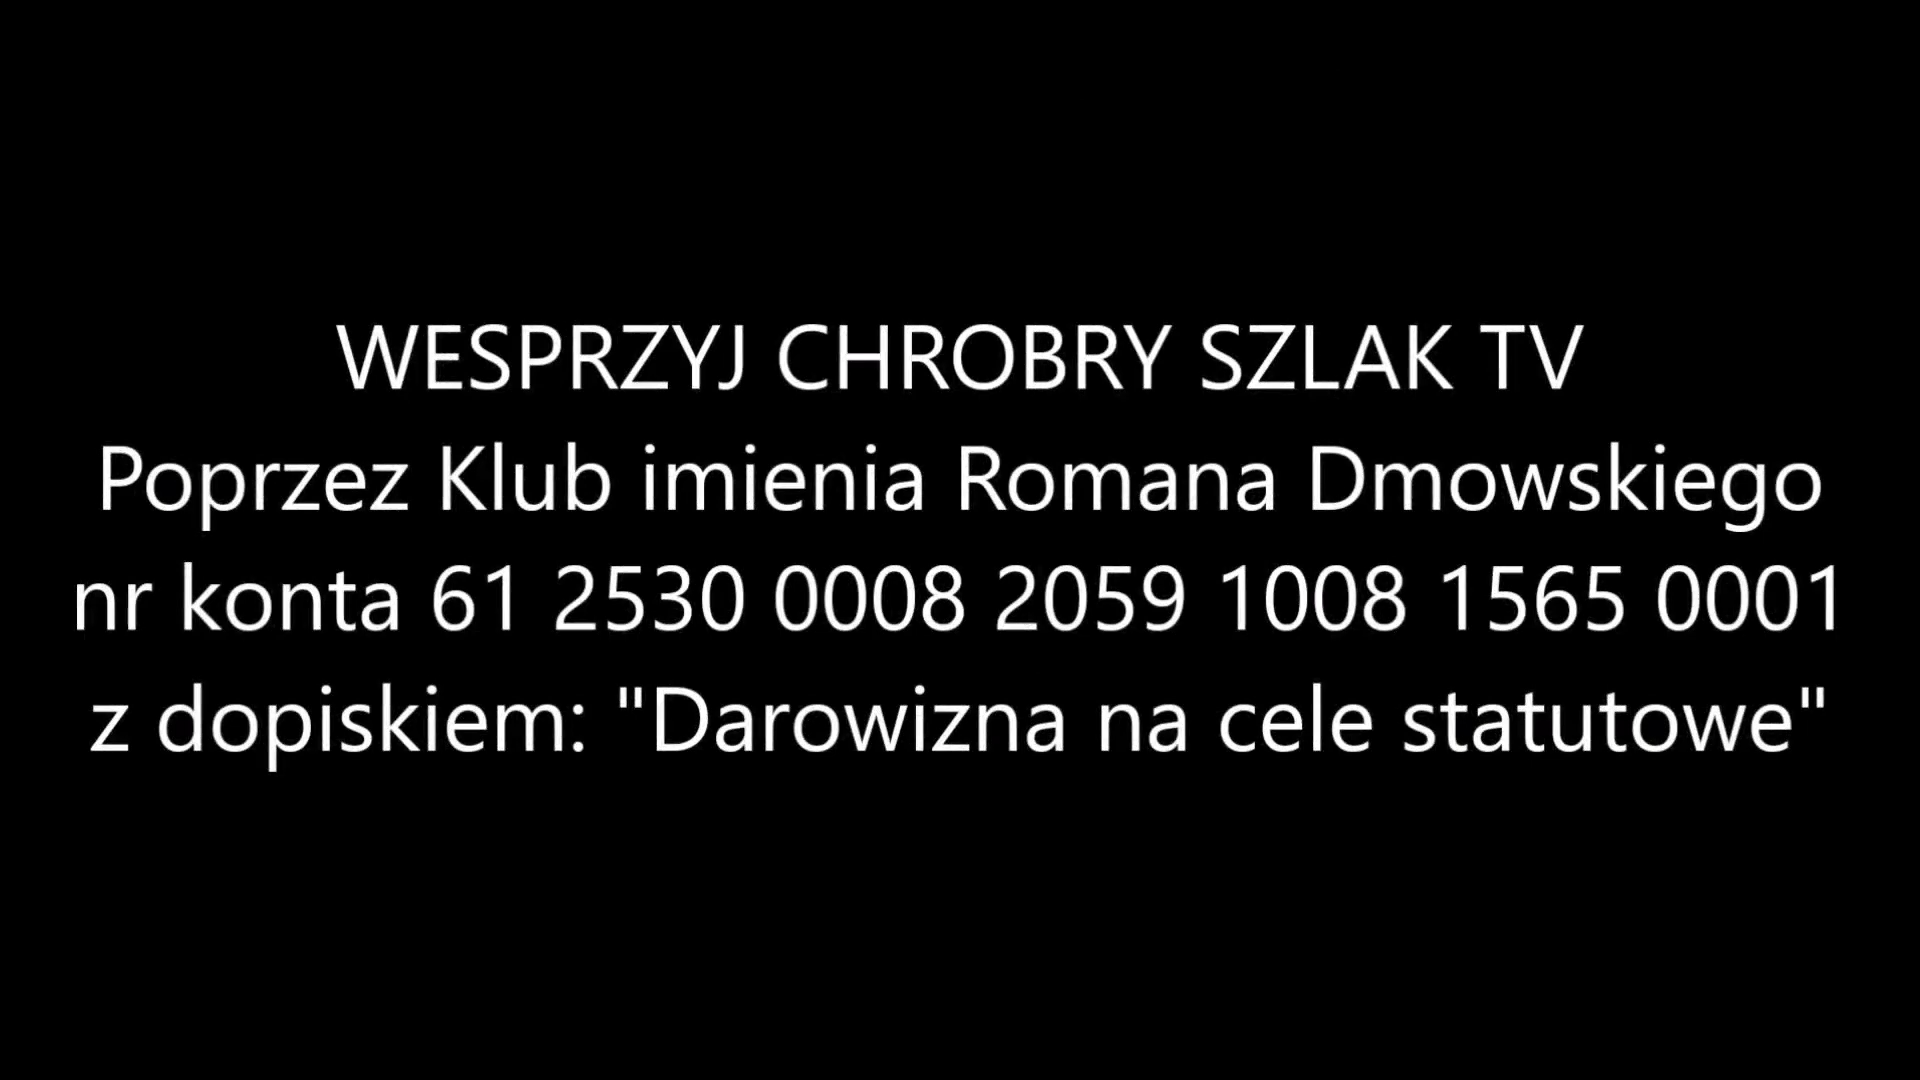 WESPRZYJ CHROBRY SZLAK TV
Poprzez Klub imienia Romana Dmowskiego
nr konta 61 2530 0008 2059 1008 1565 0001
z dopiskiem: "Darowizna na cele statutowe"